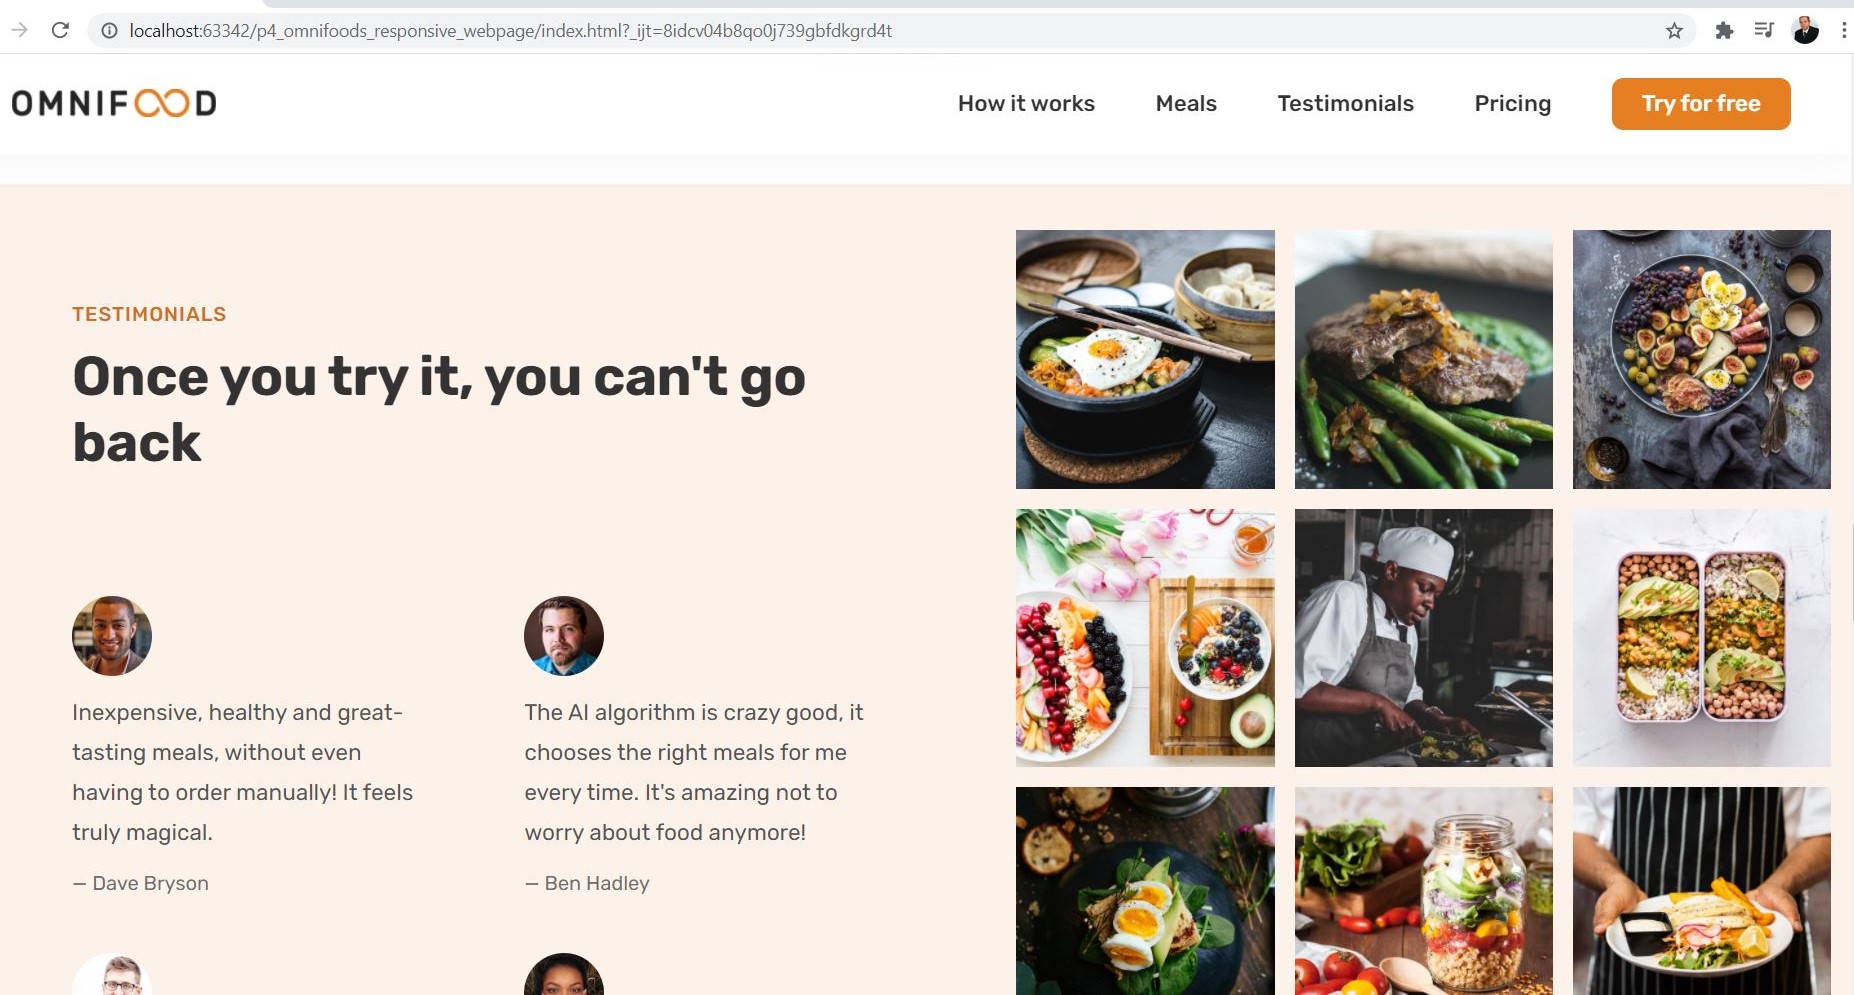 localhost:63342/p4_omnifoods_responsive_webpage/index.html?_ijt=8idcv04b8qo0j739gbfdkgrd4t
OMNIFOOD
How it works
Meals
Testimonials
Pricing
Try for free
TESTIMONIALS
Once you try it, you can't go
back
Inexpensive, healthy and great-
tasting meals, without even
having to order manually! It feels
truly magical.
— Dave Bryson
The AI algorithm is crazy good, it
chooses the right meals for me
every time. It's amazing not to
worry about food anymore!
— Ben Hadley